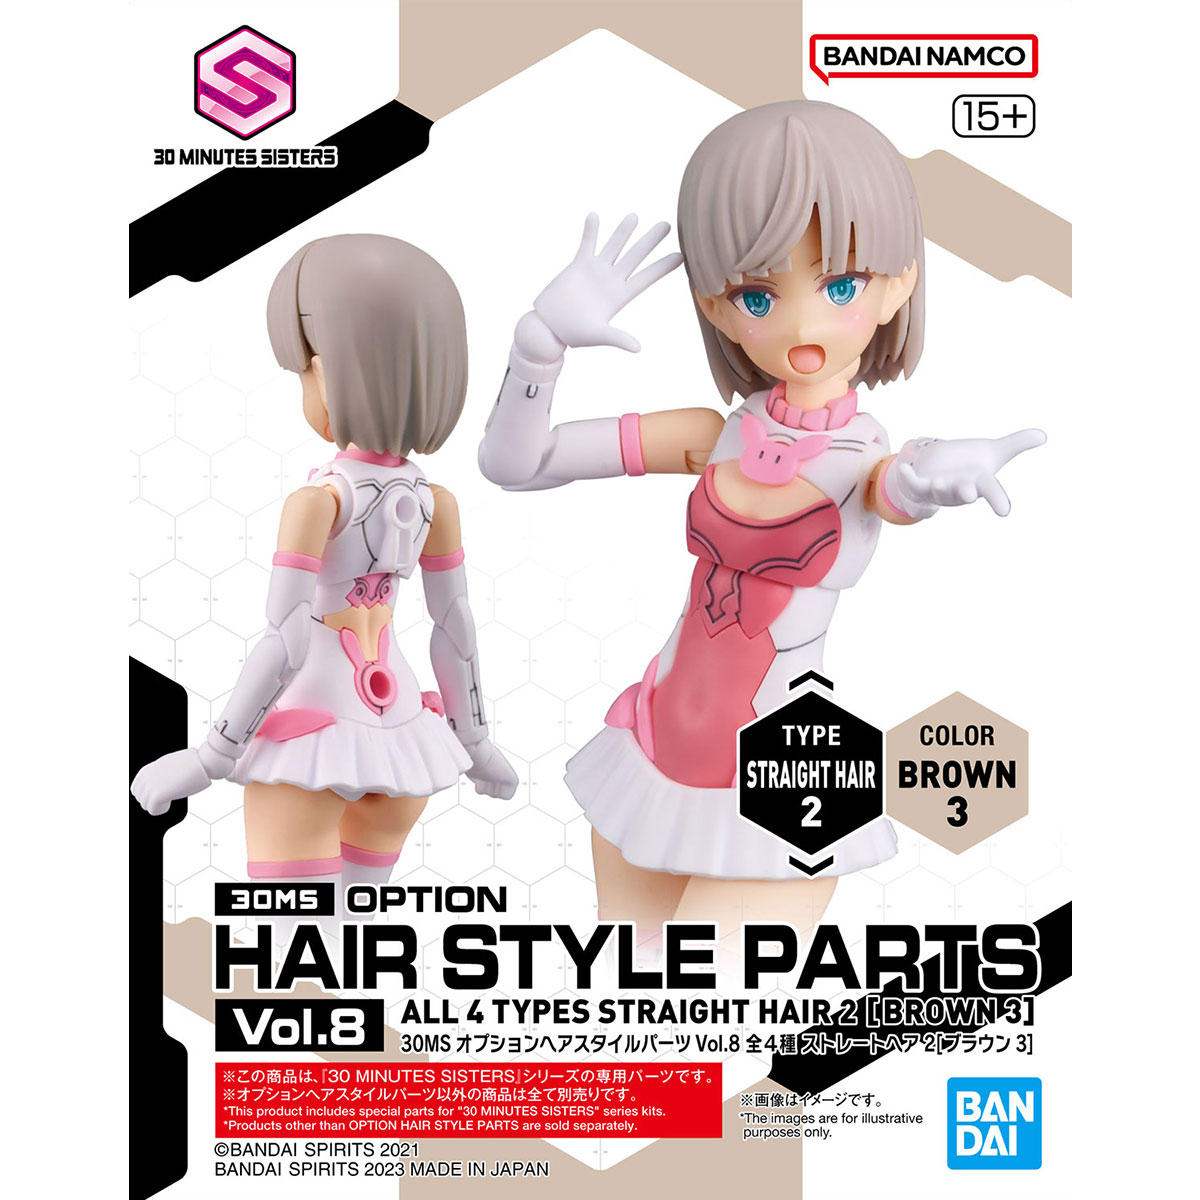 30 MINUTES SISTERS
BANDAI NAMCO
15+
TYPE
STRAIGHT HAIR
2
COLOR
BROWN
3
30MS OPTION
HAIR STYLE PARTS
Vol.8
ALL 4 TYPES STRAIGHT HAIR 2 [BROWN 3]
30MS オプションヘアスタイルパーツ Vol.8 全4種 ストレートヘア 2[ブラウン 3]
※この商品は、『30 MINUTES SISTERS』シリーズの専用パーツです。
※オプションヘアスタイルパーツ以外の商品は全て別売りです。
*This product includes special parts for "30 MINUTES SISTERS" series kits.
*Products other than OPTION HAIR STYLE PARTS are sold separately.
※画像はイメージです。
*The images are for illustrative
purposes only.
BAN
DAI
©BANDAI SPIRITS 2021
BANDAI SPIRITS 2023 MADE IN JAPAN